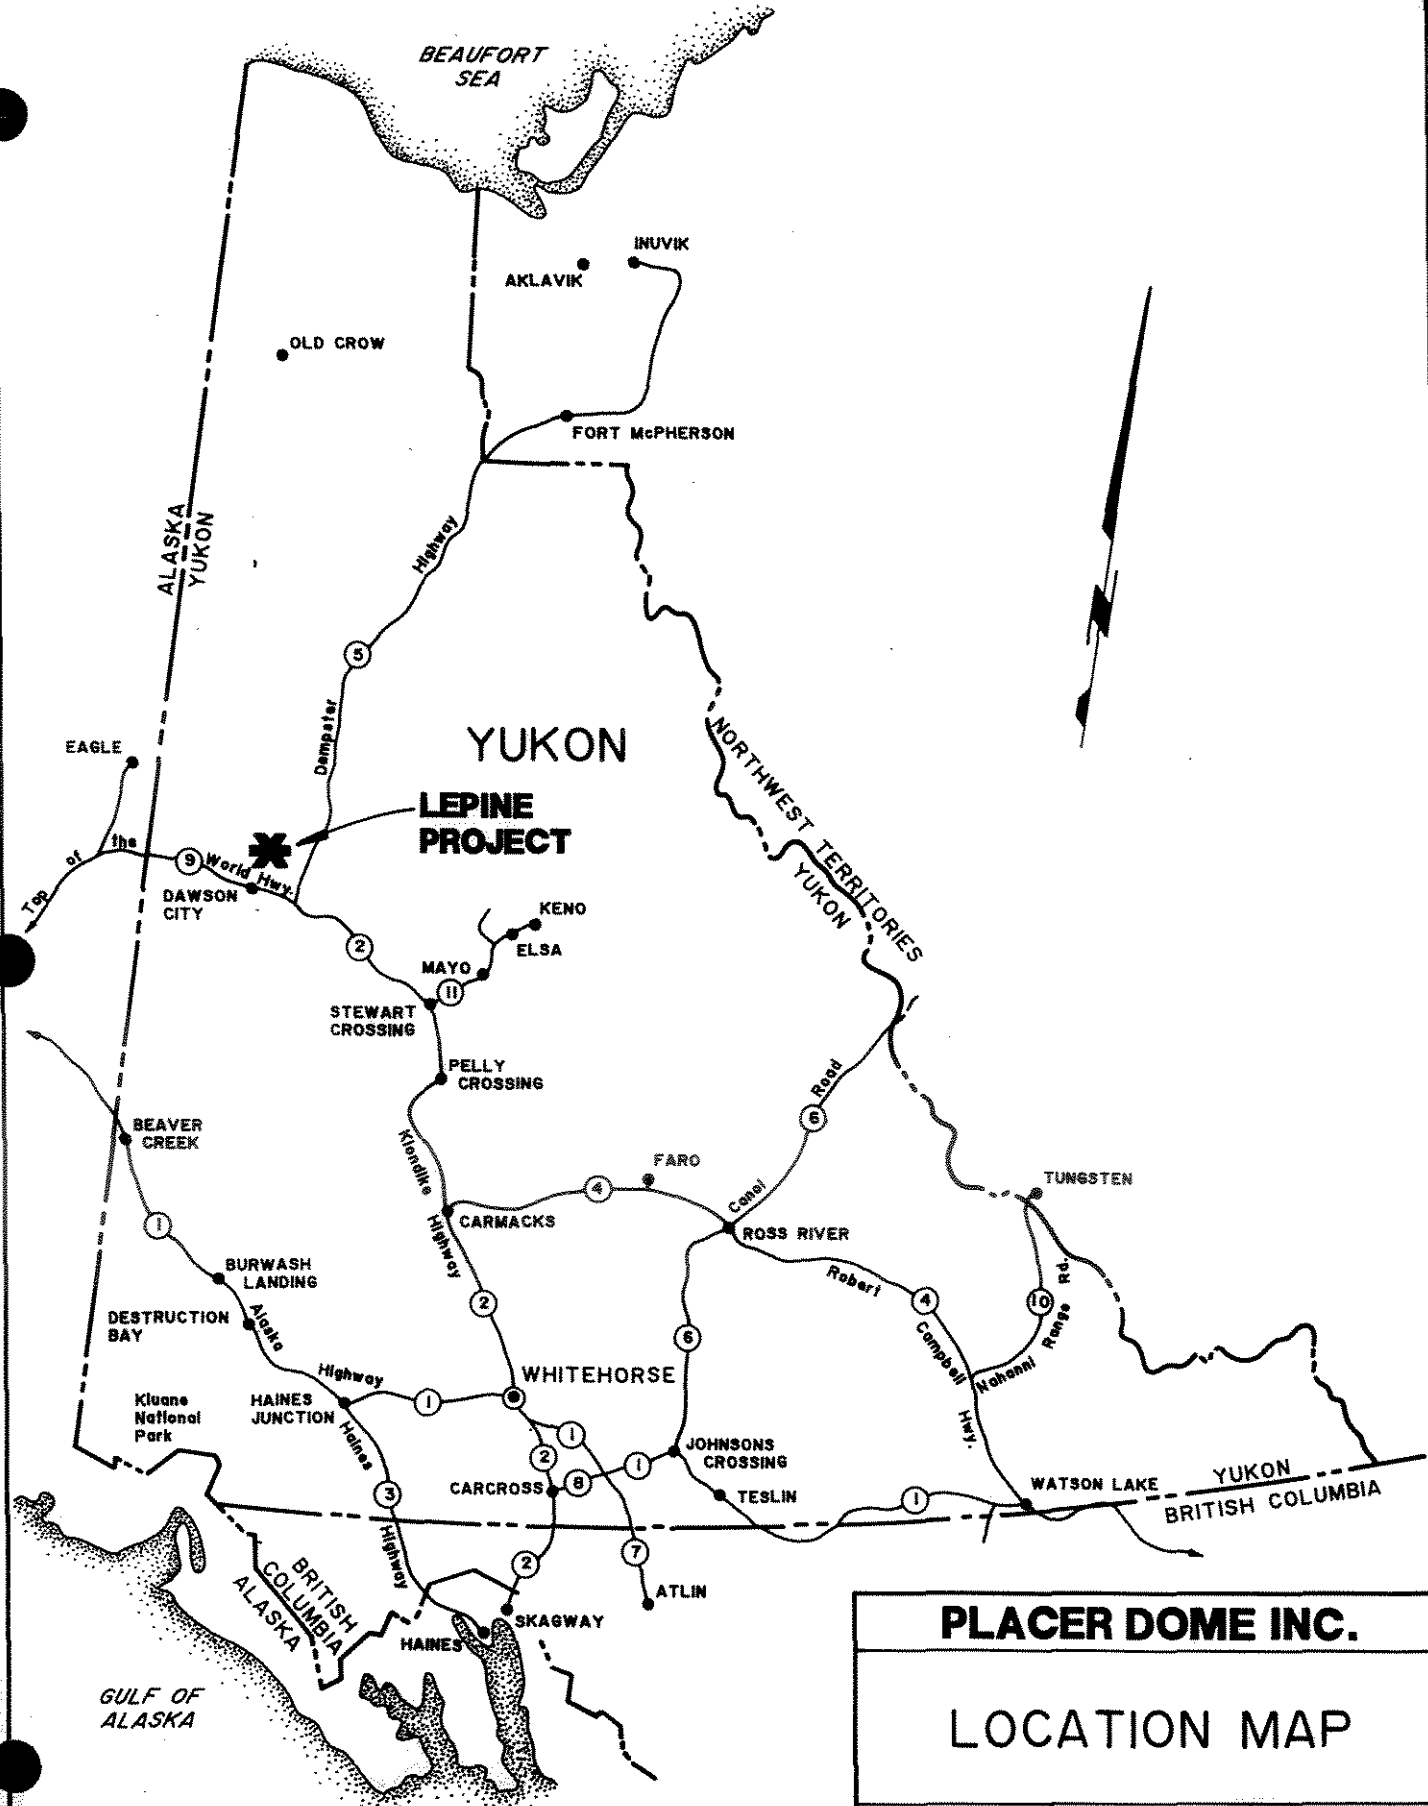 BEAUFORT
SEA
INUVIK
AKLAVIK
OLD CROW
FORT McPHERSON
Highway
ALASKA
YUKON
5
Dempster
YUKON
EAGLE
NORTHWEST TERRITORIES
YUKON
LEPINE
PROJECT
Top of the World Hwy.
9
DAWSON
CITY
KENO
ELSA
2
MAYO
11
STEWART
CROSSING
PELLY
CROSSING
Road
6
BEAVER
CREEK
Klondike
FARO
4
Canol
TUNGSTEN
1
CARMACKS
Highway
ROSS RIVER
BURWASH
LANDING
Robert
4
10
Nahanni Range Rd.
2
DESTRUCTION
BAY
Alaska
6
Campbell
Highway
WHITEHORSE
Kluane
National
Park
HAINES
JUNCTION
1
Haines
1
Hwy.
2
JOHNSONS
CROSSING
1
CARCROSS
8
3
TESLIN
1
WATSON LAKE
YUKON
BRITISH COLUMBIA
Highway
2
7
BRITISH
COLUMBIA
ALASKA
ATLIN
SKAGWAY
HAINES
GULF OF
ALASKA
PLACER DOME INC.
LOCATION MAP